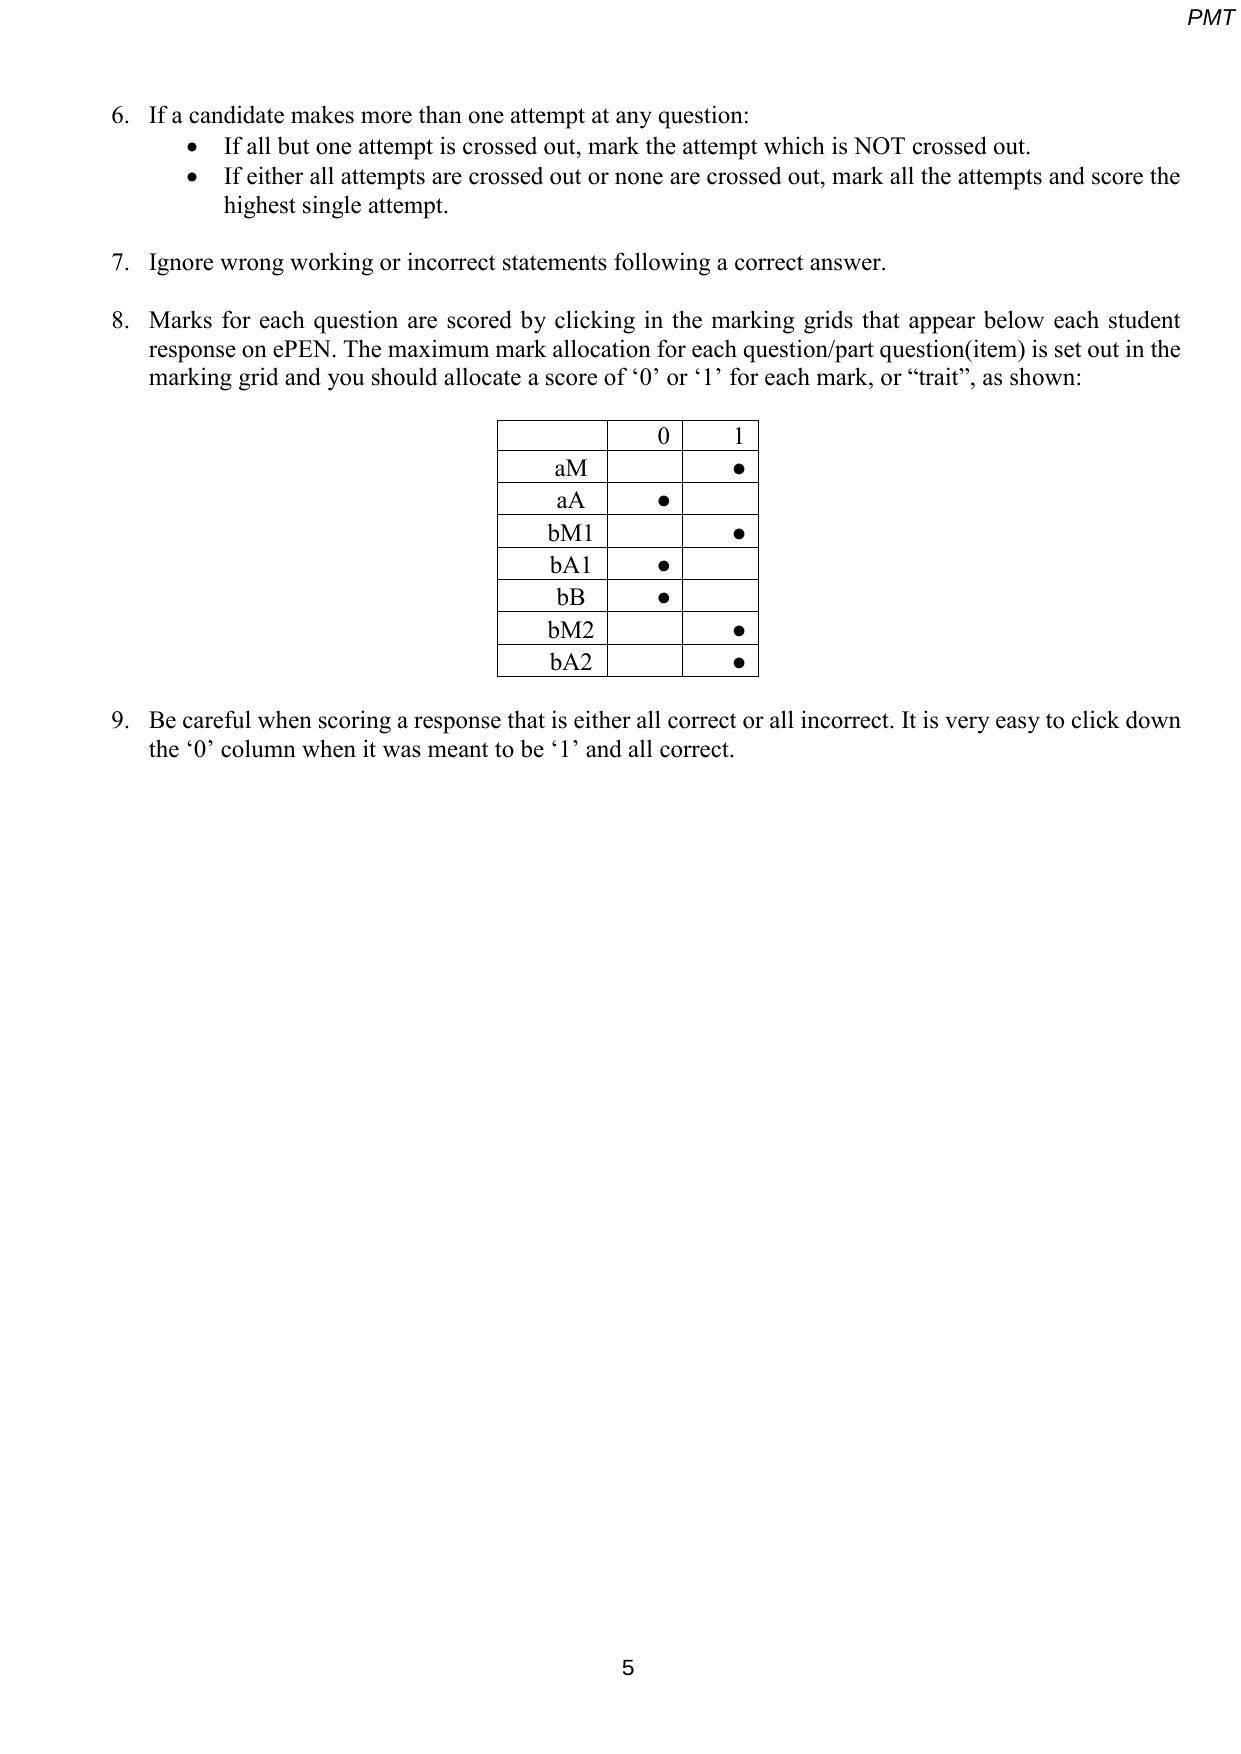 PMT
6. If a candidate makes more than one attempt at any question:
• If all but one attempt is crossed out, mark the attempt which is NOT crossed out.
• If either all attempts are crossed out or none are crossed out, mark all the attempts and score the
highest single attempt.
7. Ignore wrong working or incorrect statements following a correct answer.
8. Marks for each question are scored by clicking in the marking grids that appear below each student
response on ePEN. The maximum mark allocation for each question/part question(item) is set out in the
marking grid and you should allocate a score of ‘0’ or ‘1’ for each mark, or “trait”, as shown:
0 1
aM ●
aA ●
bM1 ●
bA1 ●
bB ●
bM2 ●
bA2 ●
9. Be careful when scoring a response that is either all correct or all incorrect. It is very easy to click down
the ‘0’ column when it was meant to be ‘1’ and all correct.
5